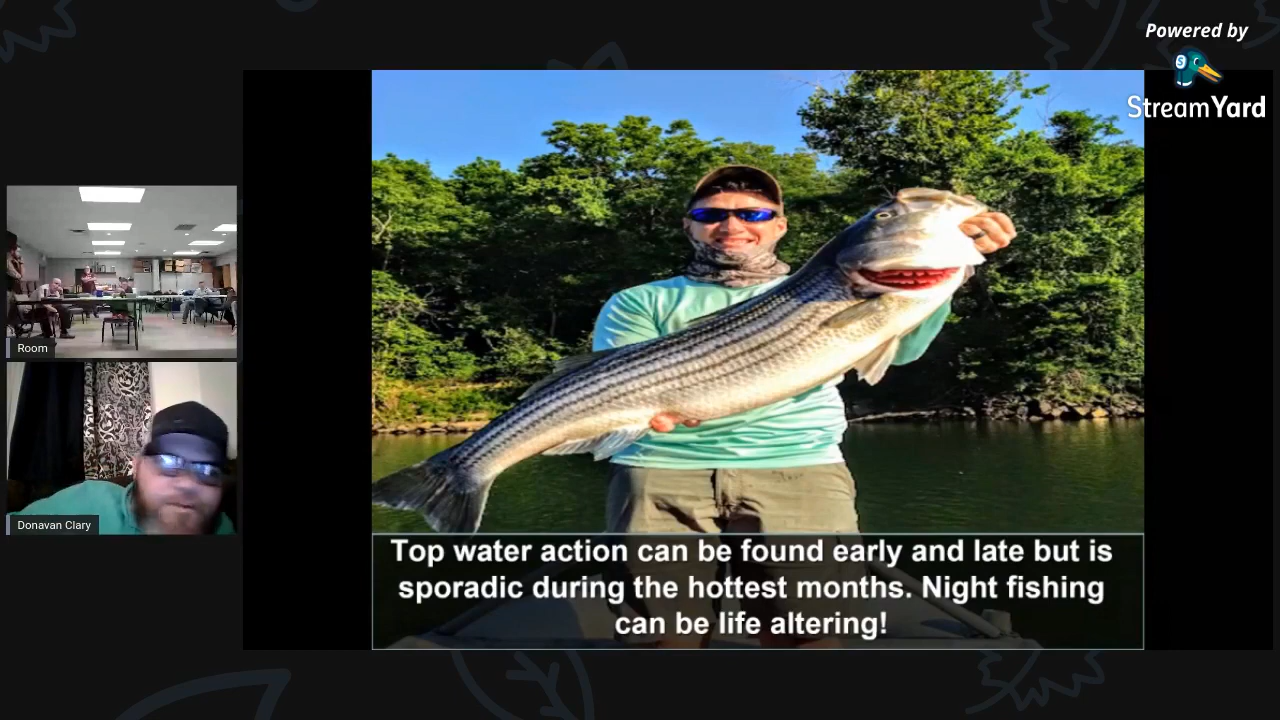 Powered by
StreamYard
Room
Donavan Clary
Top water action can be found early and late but is
sporadic during the hottest months. Night fishing
can be life altering!